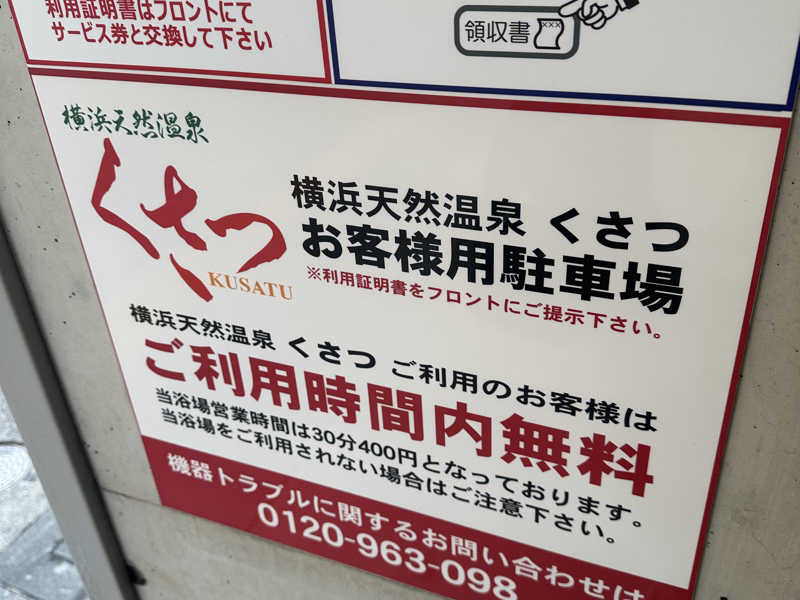 利用証明書はフロントにて
サービス券と交換して下さい
領収書
横浜天然温泉
くさつ
KUSATU
横浜天然温泉 くさつ
お客様用駐車場
※利用証明書をフロントにご提示下さい。
横浜天然温泉 くさつ ご利用のお客様は
ご利用時間内無料
当浴場営業時間は30分400円となっております。
当浴場をご利用されない場合はご注意下さい。
機器トラブルに関するお問い合わせは
0120-963-098